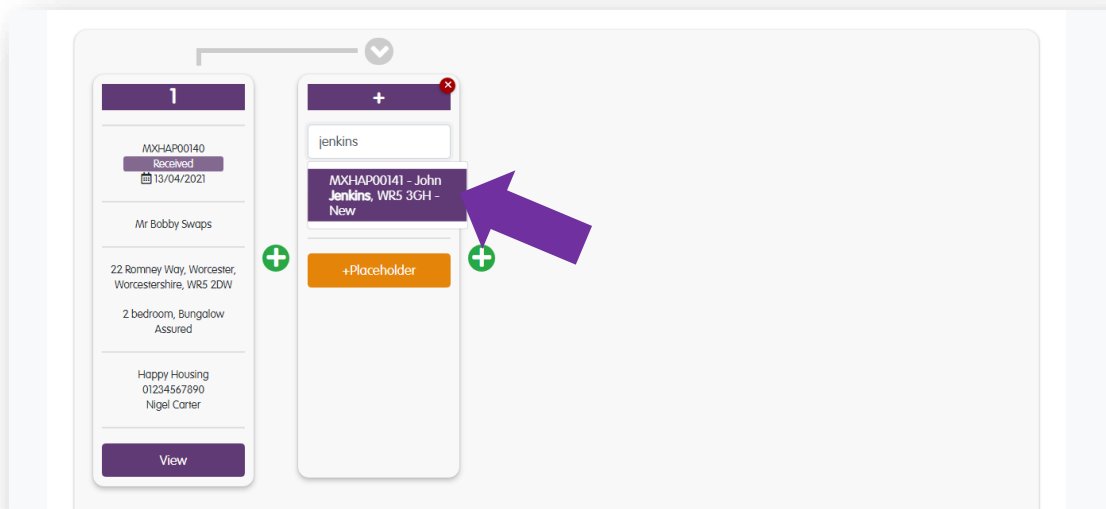 1
MXHAP00140
Received
13/04/2021
Mr Bobby Swaps
22 Romney Way, Worcester,
Worcestershire, WR5 2DW
2 bedroom, Bungalow
Assured
Happy Housing
01234567890
Nigel Carter
View
+
jenkins
MXHAP00141 - John
Jenkins, WR5 3GH -
New
+Placeholder